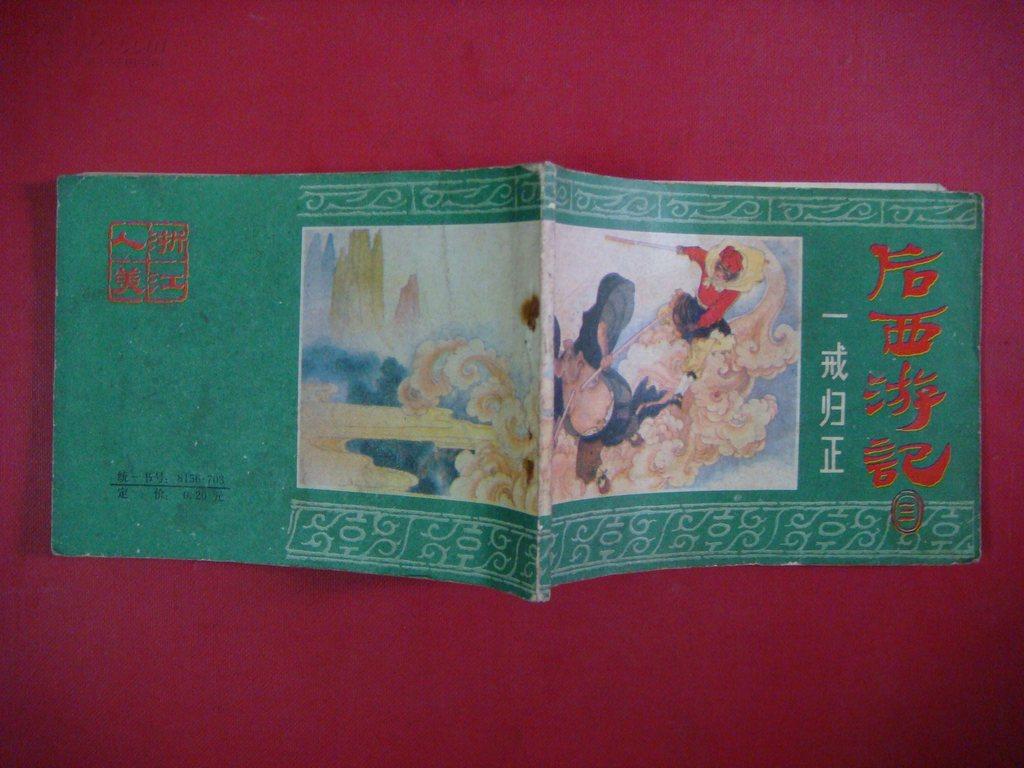 后西游記
三
一戒归正
浙江
人美
统一书号：8156·703
定 价：0.20 元